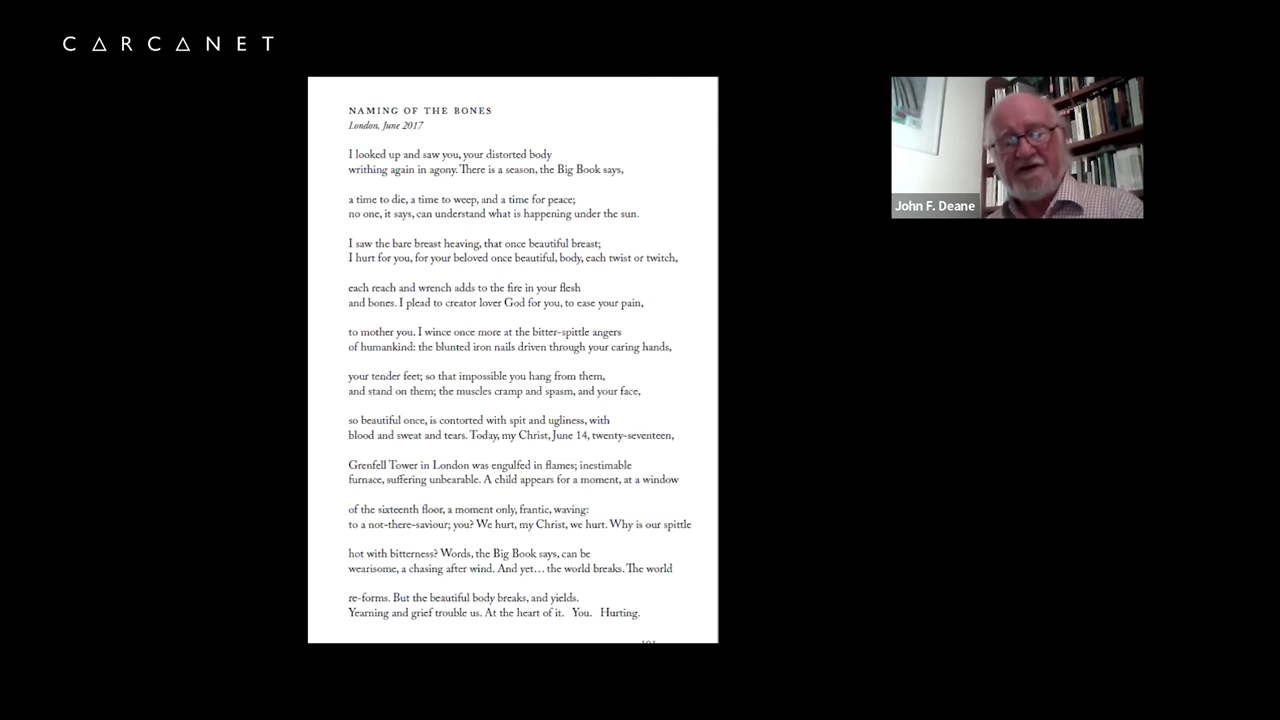 CARCANET
NAMING OF THE BONES
London, June 2017
I looked up and saw you, your distorted body
writhing again in agony. There is a season, the Big Book says,
a time to die, a time to weep, and a time for peace;
no one, it says, can understand what is happening under the sun.
I saw the bare breast heaving, that once beautiful breast;
I hurt for you, for your beloved once beautiful, body, each twist or twitch,
each reach and wrench adds to the fire in your flesh
and bones. I plead to creator lover God for you, to ease your pain,
to mother you. I wince once more at the bitter-spittle angers
of humankind: the blunted iron nails driven through your caring hands,
your tender feet; so that impossible you hang from them,
and stand on them; the muscles cramp and spasm, and your face,
so beautiful once, is contorted with spit and ugliness, with
blood and sweat and tears. Today, my Christ, June 14, twenty-seventeen,
Grenfell Tower in London was engulfed in flames; inestimable
furnace, suffering unbearable. A child appears for a moment, at a window
of the sixteenth floor, a moment only, frantic, waving:
to a not-there-saviour; you? We hurt, my Christ, we hurt. Why is our spittle
hot with bitterness? Words, the Big Book says, can be
wearisome, a chasing after wind. And yet… the world breaks. The world
re-forms. But the beautiful body breaks, and yields.
Yearning and grief trouble us. At the heart of it. You. Hurting.
John F. Deane